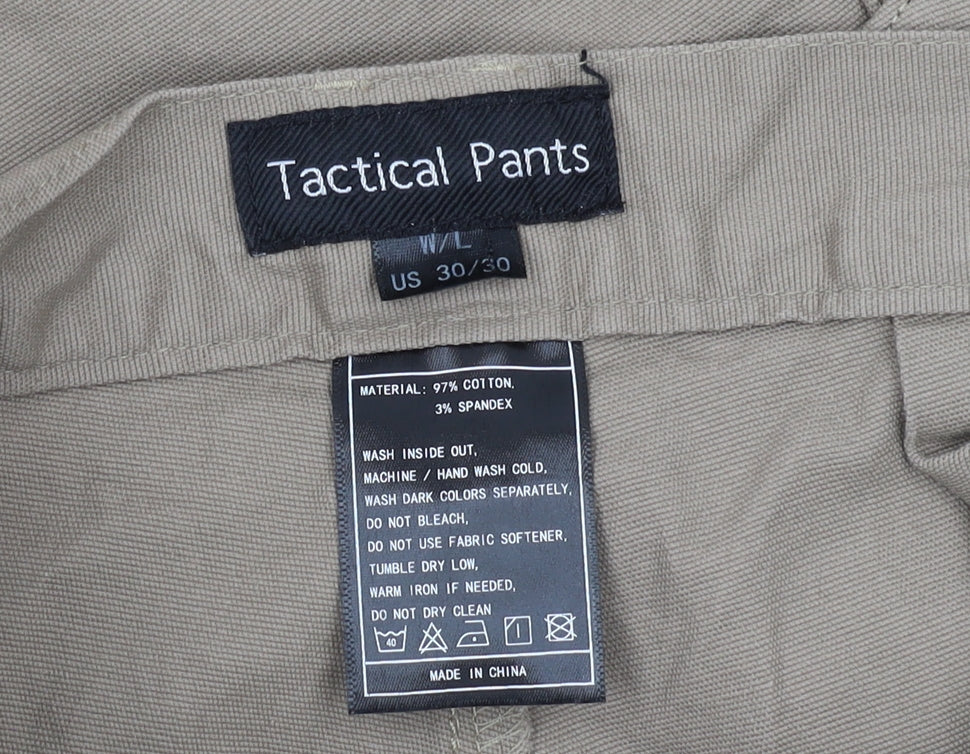 Tactical Pants
W/L
US 30/30
MATERIAL: 97% COTTON,
3% SPANDEX
WASH INSIDE OUT,
MACHINE / HAND WASH COLD,
WASH DARK COLORS SEPARATELY,
DO NOT BLEACH,
DO NOT USE FABRIC SOFTENER,
TUMBLE DRY LOW,
WARM IRON IF NEEDED,
DO NOT DRY CLEAN
40
MADE IN CHINA